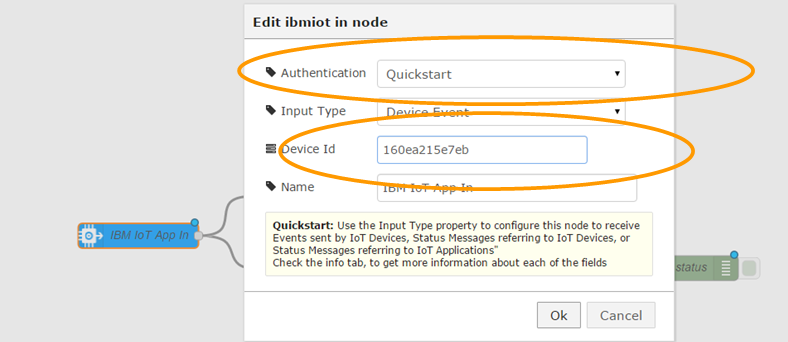 Edit ibmiot in node
Authentication Quickstart
Input Type Device Event
Device Id 160ea215e7eb
Name IBM IoT App In
IBM IoT App In
Quickstart: Use the Input Type property to configure this node to receive
Events sent by IoT Devices, Status Messages referring to IoT Devices, or
Status Messages referring to IoT Applications"
Check the info tab, to get more information about each of the fields
status
Ok Cancel